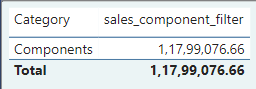 Category sales_component_filter
Components 1,17,99,076.66
Total 1,17,99,076.66